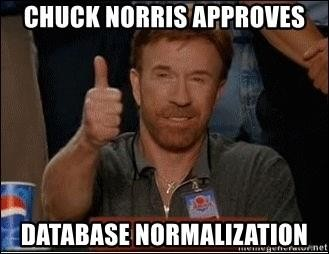 CHUCK NORRIS APPROVES
DATABASE NORMALIZATION
memegenerator.net